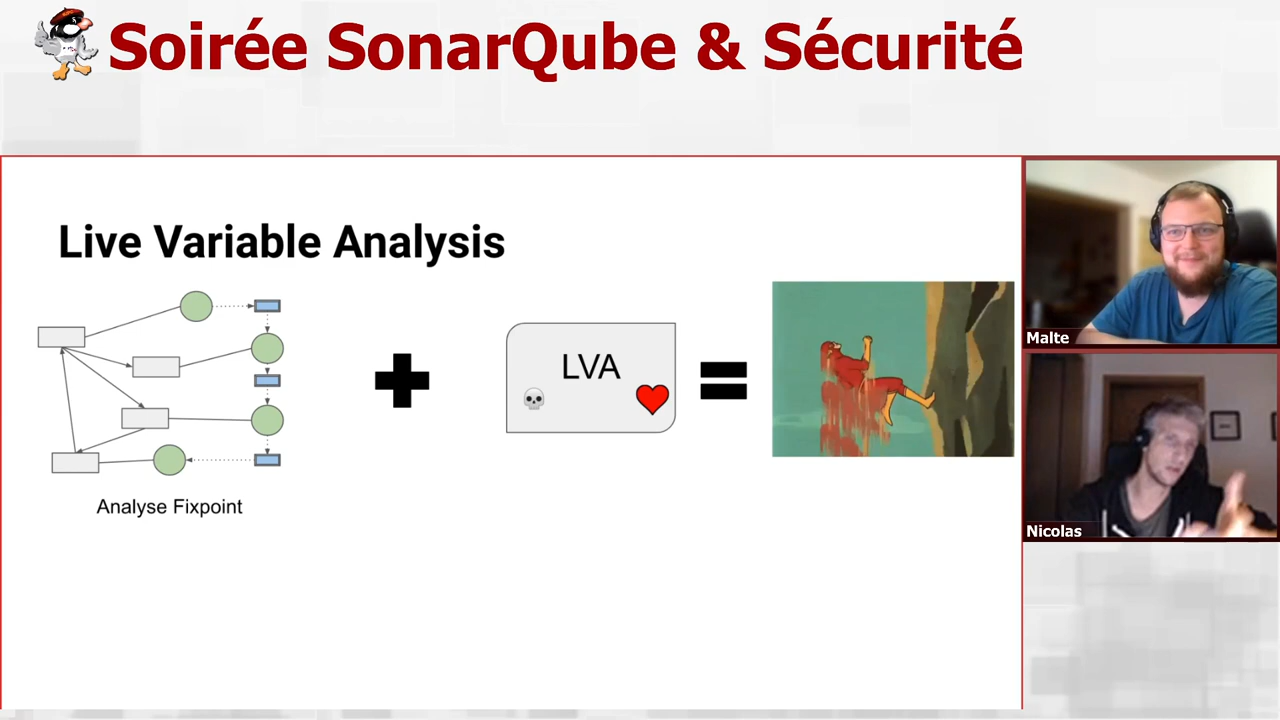 Soirée SonarQube & Sécurité
Live Variable Analysis
LVA
Analyse Fixpoint
Malte
Nicolas